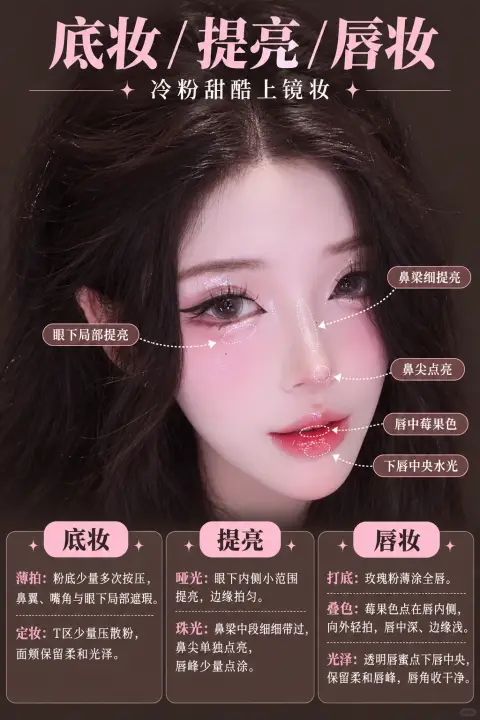 底妆/提亮/唇妆
冷粉甜酷上镜妆
鼻梁细提亮
眼下局部提亮
鼻尖点亮
唇中莓果色
下唇中央水光
底妆
薄拍：粉底少量多次按压，
鼻翼、嘴角与眼下局部遮瑕。
定妆：T区少量压散粉，
面颊保留柔和光泽。
提亮
哑光：眼下内侧小范围
提亮，边缘拍匀。
珠光：鼻梁中段细细带过，
鼻尖单独点亮，
唇峰少量点涂。
唇妆
打底：玫瑰粉薄涂全唇。
叠色：莓果色点在唇内侧，
向外轻拍，唇中深、边缘浅。
光泽：透明唇蜜点下唇中央，
保留柔和唇峰，唇角收干净。